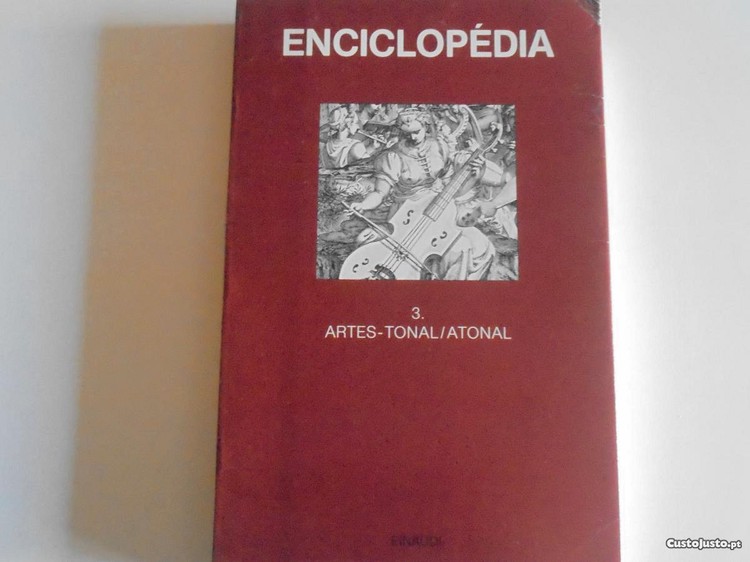 ENCICLOPÉDIA
3.
ARTES-TONAL/ATONAL
EINAUDI
CustoJusto.pt